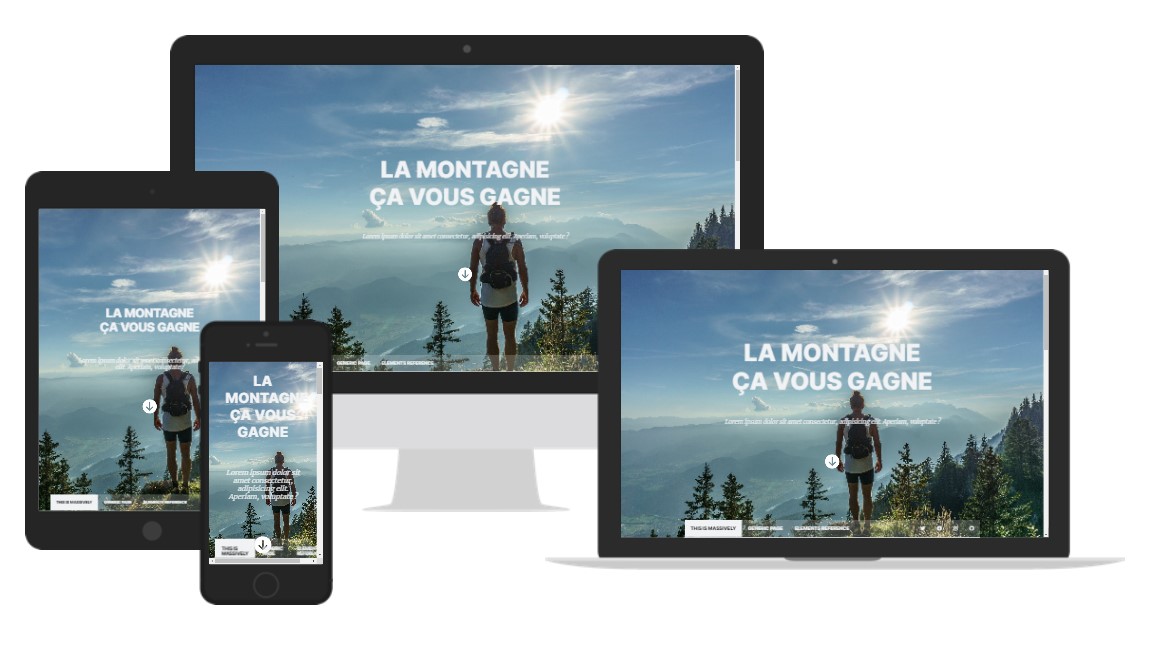 LA MONTAGNE
ÇA VOUS GAGNE
Lorem ipsum dolor sit amet consectetur, adipisicing elit. Aperiam, voluptate?
GENERIC PAGE ELEMENTS REFERENCE
LA MONTAGNE
ÇA VOUS GAGNE
Lorem ipsum dolor sit amet consectetur, 
elit. Aperiam, voluptate
THIS IS MASSIVELY GENERIC PAGE ELEMENTS REFERENCE
LA
MONTAGNE
ÇA VOUS
GAGNE
Lorem ipsum dolor sit
amet consectetur,
adipisicing elit.
Aperiam, voluptate?
THIS IS
MASSIVELY
LA MONTAGNE
ÇA VOUS GAGNE
Lorem ipsum dolor sit amet consectetur, adipisicing elit. Aperiam, voluptate?
THIS IS MASSIVELY GENERIC PAGE ELEMENTS REFERENCE